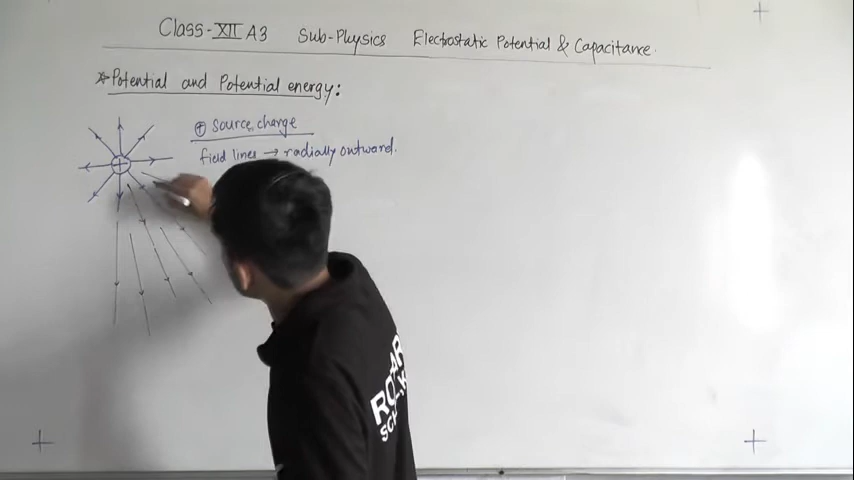 Class-XII A3 Sub-Physics Electrostatic Potential & Capacitance.
*Potential and Potential energy:
⊕ source charge
field lines → radially outward.